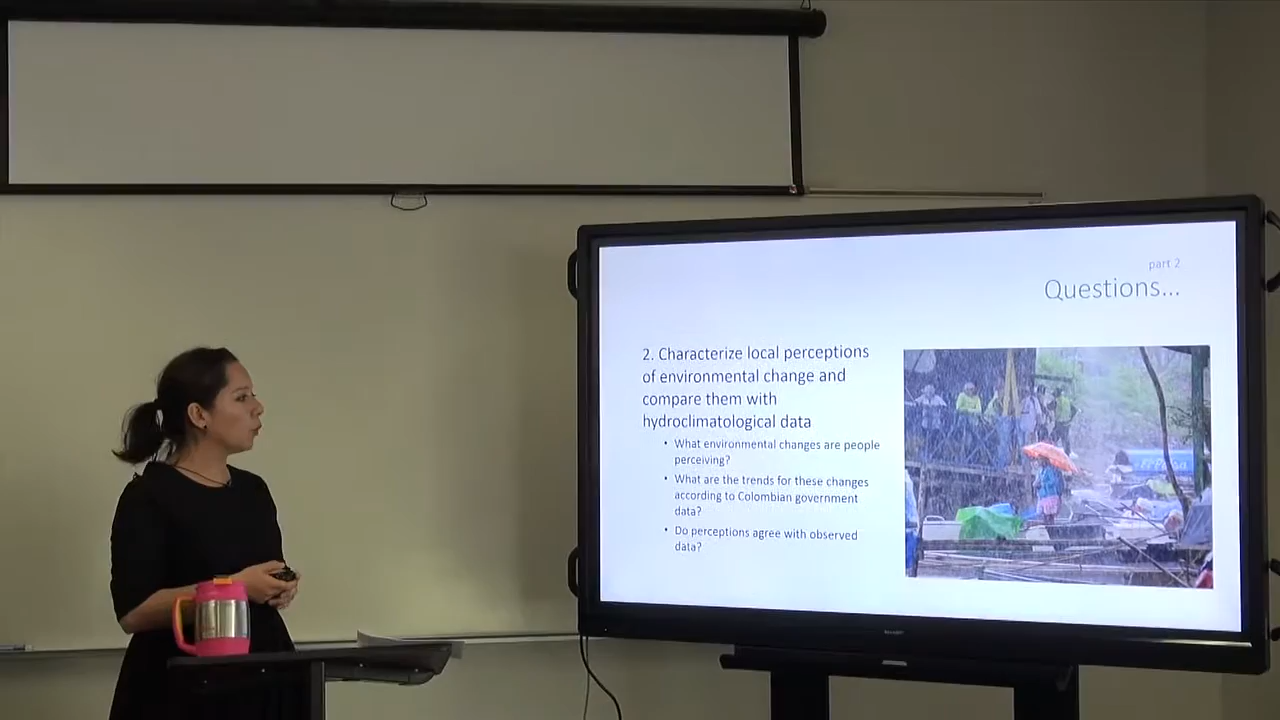 part 2
Questions...
2. Characterize local perceptions
of environmental change and
compare them with
hydroclimatological data
• What environmental changes are people
perceiving?
• What are the trends for these changes
according to Colombian government
data?
• Do perceptions agree with observed
data?
SHARP